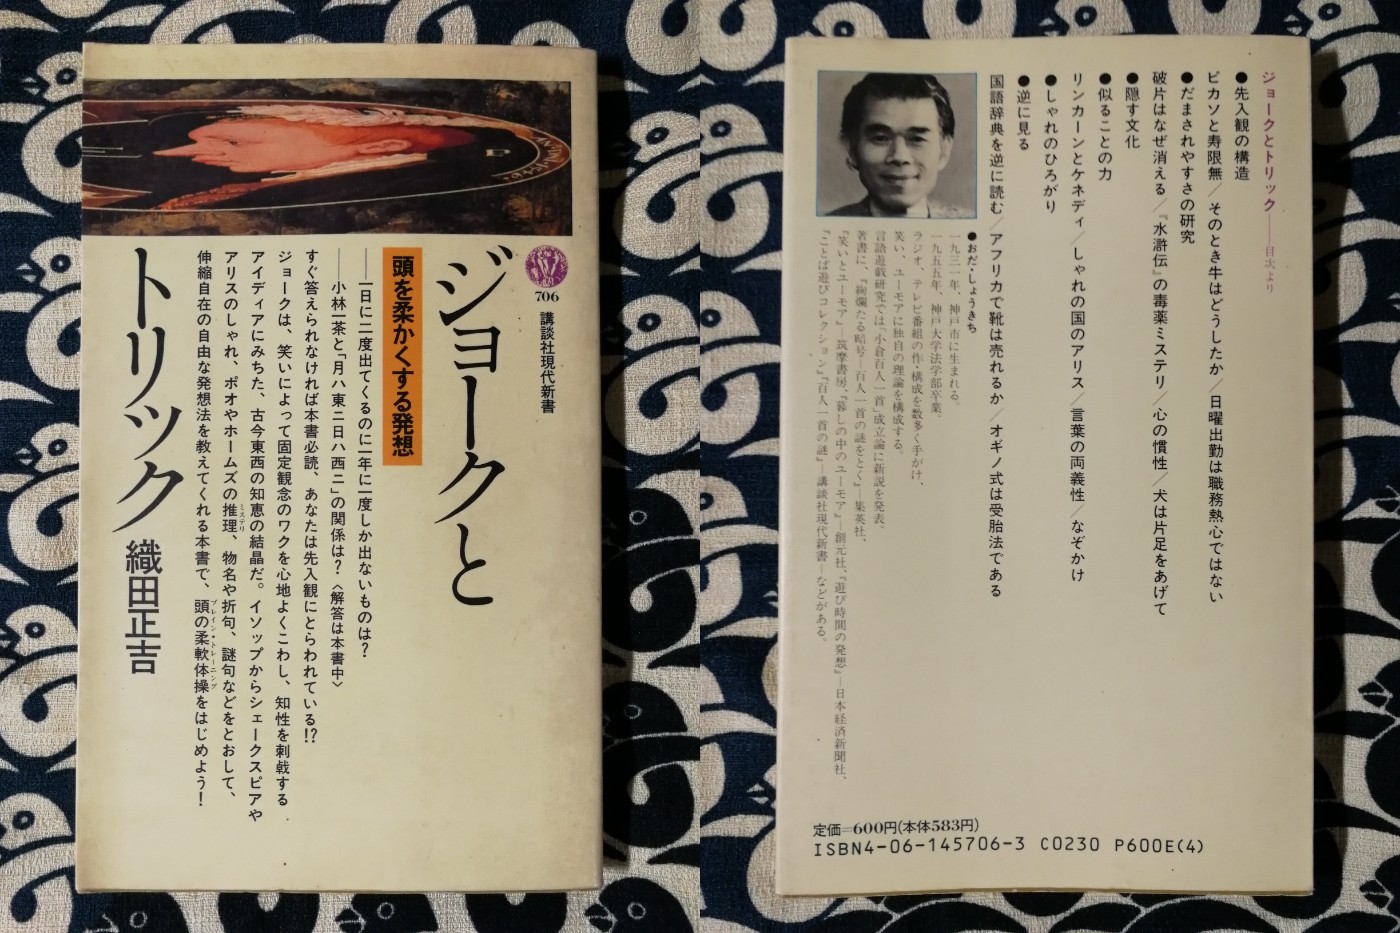 706
講談社現代新書
ジョークと
トリック
織田正吉
頭を柔かくする発想
――一日に二度出てくるのに一年に一度しか出ないものは?
――小林一茶と「月ハ東ニ日ハ西ニ」の関係は?〈解答は本書中〉
すぐ答えられなければ本書必読、あなたは先入観にとらわれている!?
ジョークは、笑いによって固定観念のワクを心地よくこわし、知性を刺戟する
アイディアにみちた、古今東西の知恵の結晶だ。イソップからシェークスピアや
アリスのしゃれ、ポオやホームズの推理、物名や折句、謎句などをとおして、
ミステリ
伸縮自在の自由な発想法を教えてくれる本書で、頭の柔軟体操をはじめよう!
ブレイン・トレーニング
ジョークとトリック――目次より
●先入観の構造
ピカソと寿限無/そのとき牛はどうしたか/日曜出勤は職務熱心ではない
●だまされやすさの研究
破片はなぜ消える/『水滸伝』の毒薬ミステリ/心の慣性/犬は片足をあげて
●隠す文化
●似ることの力
リンカーンとケネディ/しゃれの国のアリス/言葉の両義性/なぞかけ
●しゃれのひろがり
●逆に見る
国語辞典を逆に読む/アフリカで靴は売れるか/オギノ式は受胎法である
●おだ・しょうきち
一九三一年、神戸市に生まれる。
一九五五年、神戸大学法学部卒業。
ラジオ、テレビ番組の作・構成を数多く手がけ、
笑い、ユーモアに独自の理論を構成する。
言語遊戯研究では、「小倉百人一首」成立論に新説を発表。
著書に、『絢爛たる暗号―百人一首の謎をとく』―集英社、
『笑いとユーモア』―筑摩書房、『暮しの中のユーモア』―創元社、『遊び時間の発想』―日本経済新聞社、
『ことば遊びコレクション』、『百人一首の謎』―講談社現代新書―などがある。
定価=600円(本体583円)
ISBN4-06-145706-3 C0230 P600E(4)